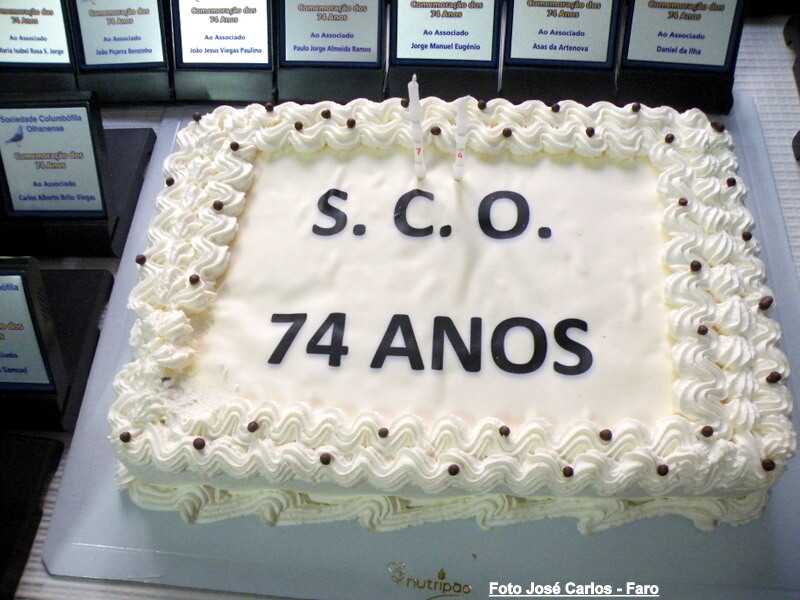 Comemoração dos
74 Anos
Ao Associado
Maria Isabel Rosa S. Jorge
Comemoração dos
74 Anos
Ao Associado
João Piçarra Benzinho
Comemoração dos
74 Anos
Ao Associado
João Jesus Viegas Paulino
Comemoração dos
74 Anos
Ao Associado
Paulo Jorge Almeida Ramos
Comemoração dos
74 Anos
Ao Associado
Jorge Manuel Eugénio
Comemoração dos
74 Anos
Ao Associado
Asas da Artenova
Comemoração dos
74 Anos
Ao Associado
Daniel da Ilha
Sociedade Columbófila
Olhanense
Comemoração dos
74 Anos
Ao Associado
Carlos Alberto Brito Viegas
dos
Samuel
7 4
S. C. O.
74 ANOS
nutripão
Foto José Carlos - Faro